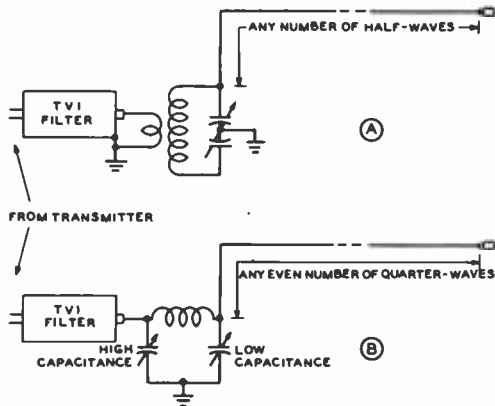 ANY NUMBER OF HALF-WAVES
TVI
FILTER
A
FROM TRANSMITTER
ANY EVEN NUMBER OF QUARTER-WAVES
TVI
FILTER
HIGH
CAPACITANCE
LOW
CAPACITANCE
B